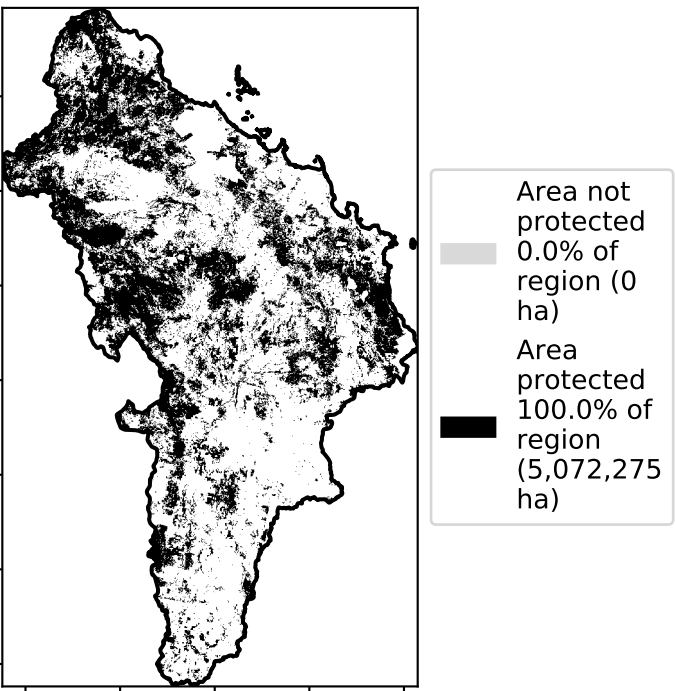 Area not
protected
0.0% of
region (0
ha)
Area
protected
100.0% of
region
(5,072,275
ha)